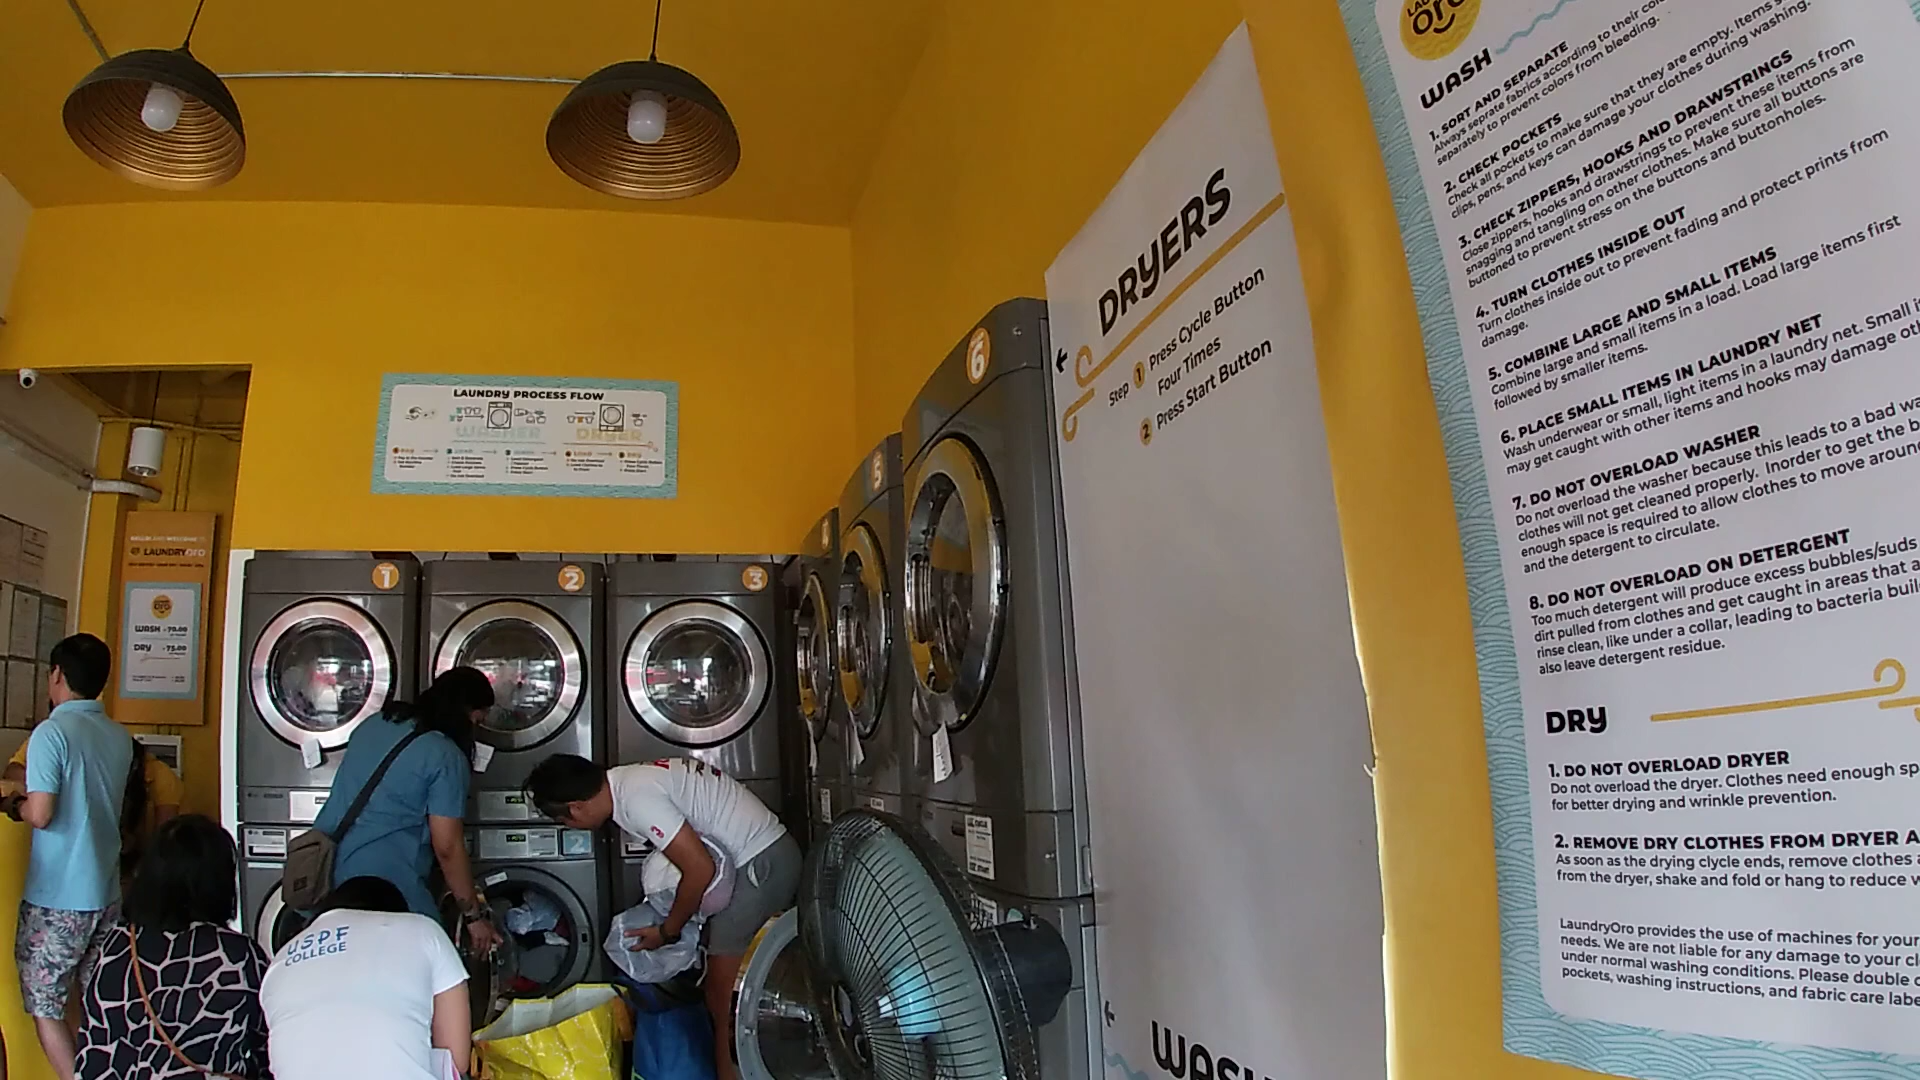 LAUNDRY PROCESS FLOW
WASHER
DRYER
LAUNDRYORO
WASH - 70.00
DRY - 75.00
1
2
3
5
6
2
USPF
COLLEGE
DRYERS
Step 1 Press Cycle Button
Four Times
2 Press Start Button
WASH
oro
WASH
1. SORT AND SEPARATE
Always seprate fabrics according to their
separately to prevent colors from bleeding.
2. CHECK POCKETS
Check all pockets to make sure that they are empty. Items
clips, pens, and keys can damage your clothes during washing.
3. CHECK ZIPPERS, HOOKS AND DRAWSTRINGS
Close zippers, hooks and drawstrings to prevent these items from
snagging and tangling on other clothes. Make sure all buttons are
buttoned to prevent stress on the buttons and buttonholes.
4. TURN CLOTHES INSIDE OUT
Turn clothes inside out to prevent fading and protect prints from
damage.
5. COMBINE LARGE AND SMALL ITEMS
Combine large and small items in a load. Load large items first
followed by smaller items.
6. PLACE SMALL ITEMS IN LAUNDRY NET
Wash underwear or small, light items in a laundry net. Small
may get caught with other items and hooks may damage
7. DO NOT OVERLOAD WASHER
Do not overload the washer because this leads to a bad
clothes will not get cleaned properly. Inorder to get the
enough space is required to allow clothes to move around
and the detergent to circulate.
8. DO NOT OVERLOAD ON DETERGENT
Too much detergent will produce excess bubbles/suds
dirt pulled from clothes and get caught in areas that
rinse clean, like under a collar, leading to bacteria
also leave detergent residue.
DRY
1. DO NOT OVERLOAD DRYER
Do not overload the dryer. Clothes need enough
for better drying and wrinkle prevention.
2. REMOVE DRY CLOTHES FROM DRYER
As soon as the drying clycle ends, remove clothes
from the dryer, shake and fold or hang to reduce
LaundryOro provides the use of machines for your
needs. We are not liable for any damage to your
under normal washing conditions. Please double
pockets, washing instructions, and fabric care